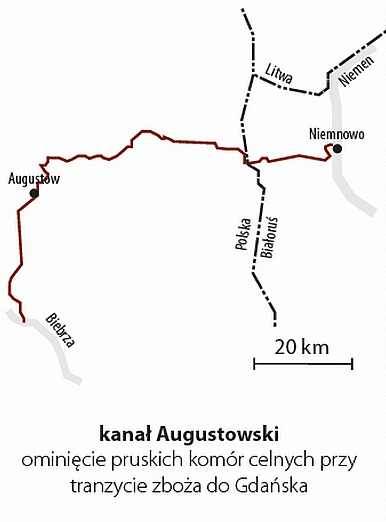 Litwa
Niemen
Niemnowo
Augustów
Polska
Białoruś
Biebrza
20 km
kanał Augustowski
ominięcie pruskich komór celnych przy
tranzycie zboża do Gdańska